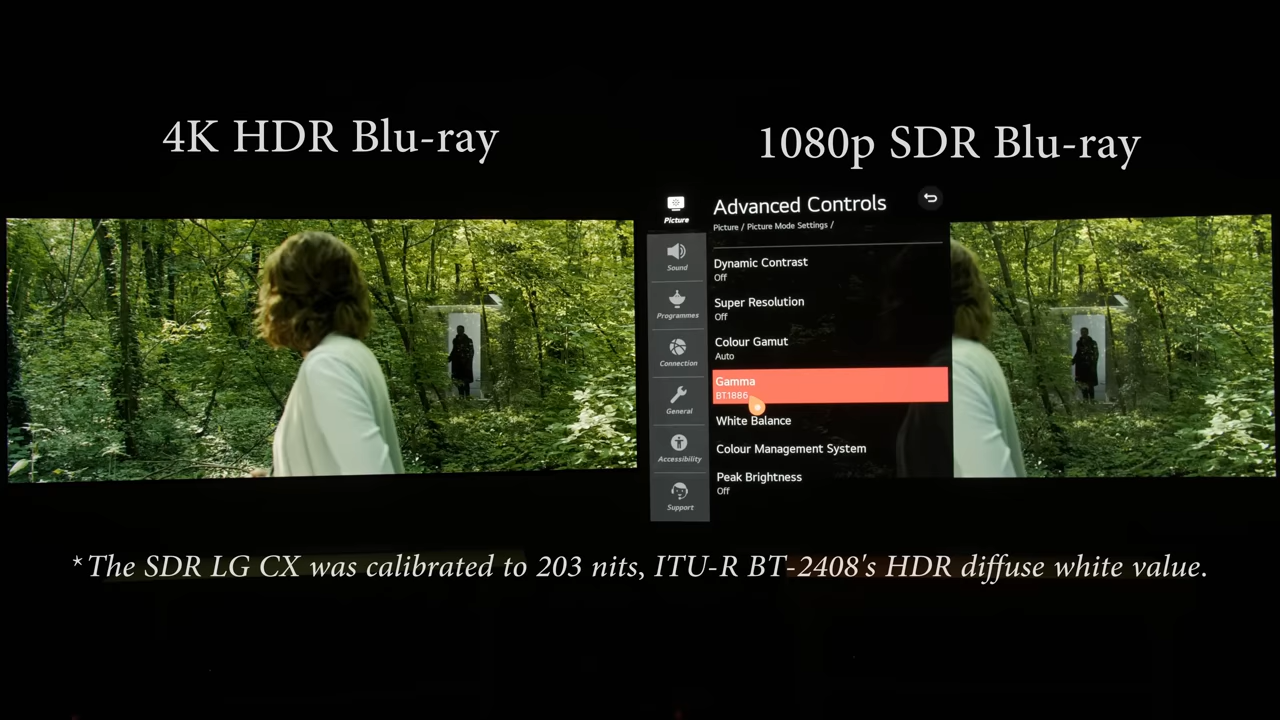 4K HDR Blu-ray
1080p SDR Blu-ray
Picture
Sound
Programmes
Connection
General
Accessibility
Support
Advanced Controls
Picture / Picture Mode Settings /
Dynamic Contrast
Off
Super Resolution
Off
Colour Gamut
Auto
Gamma
BT1886
White Balance
Colour Management System
Peak Brightness
Off
*The SDR LG CX was calibrated to 203 nits, ITU-R BT-2408's HDR diffuse white value.